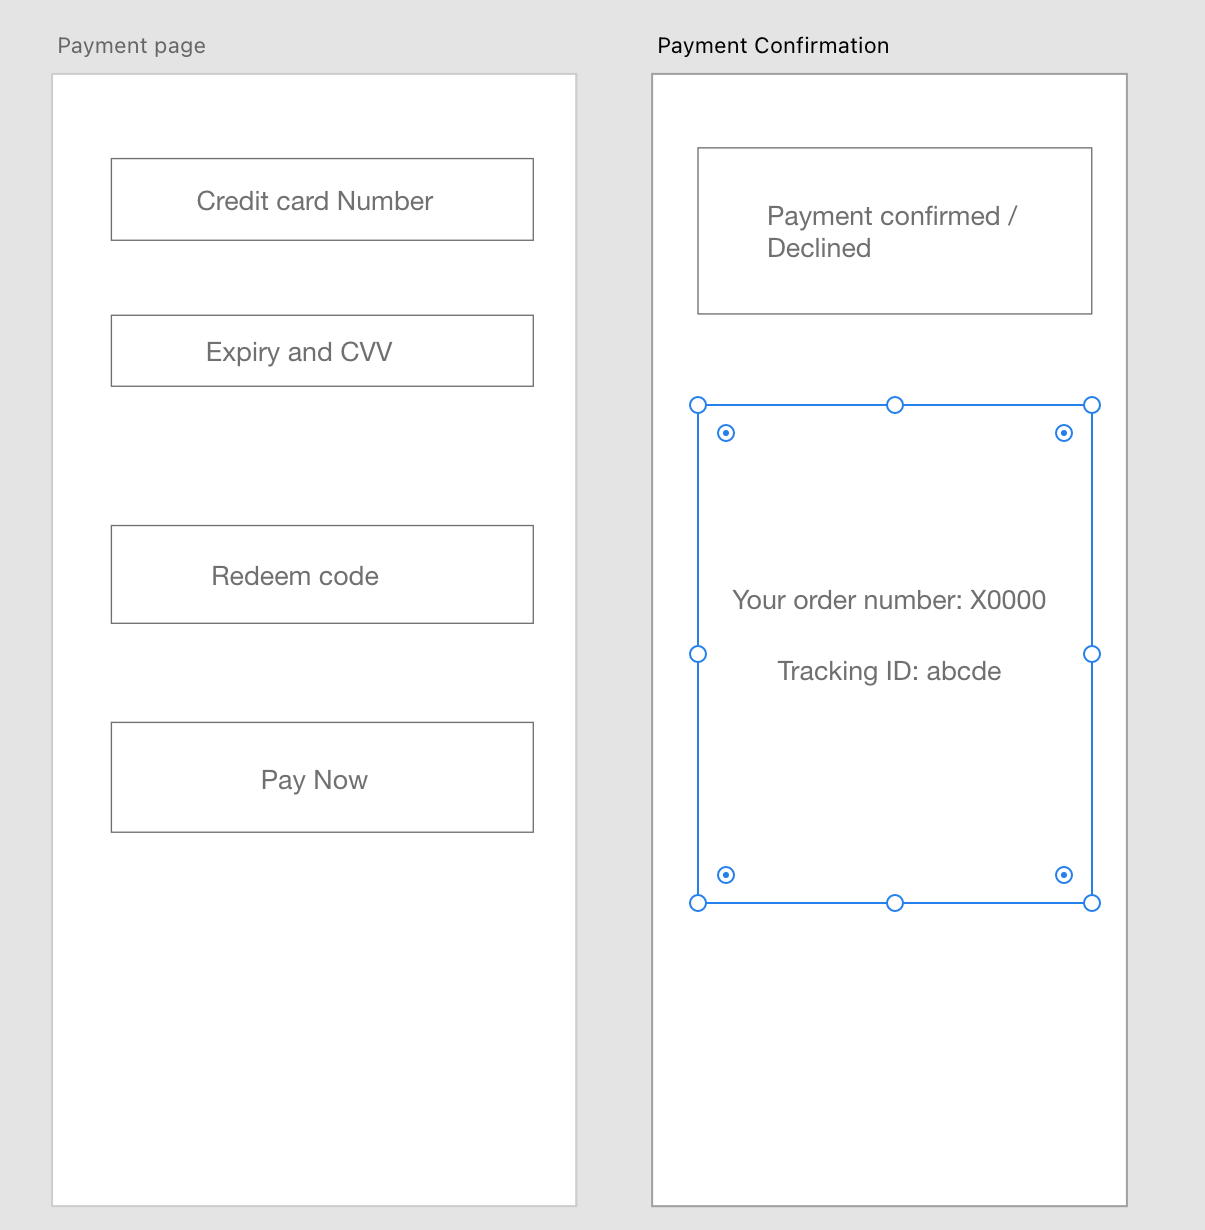 Payment page
Credit card Number
Expiry and CVV
Redeem code
Pay Now
Payment Confirmation
Payment confirmed /
Declined
Your order number: X0000
Tracking ID: abcde